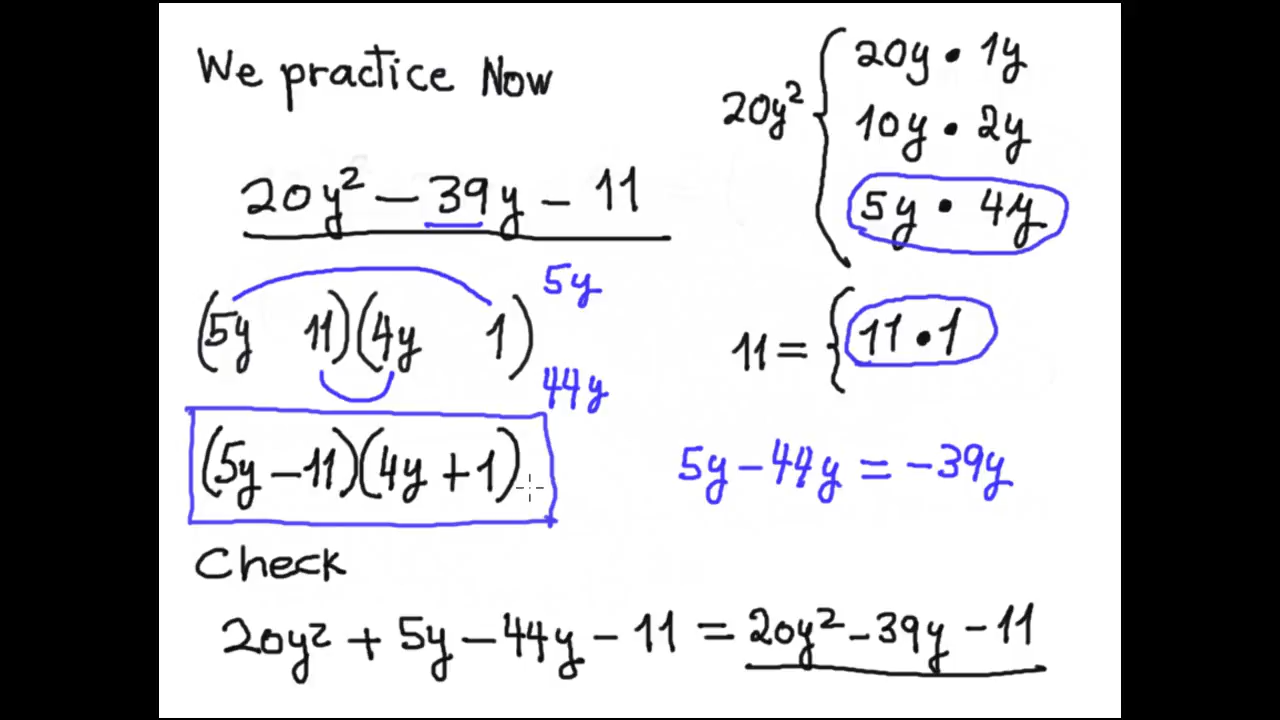 We practice Now
20y² − 39y − 11
(5y 11)(4y 1)
5y
44y
(5y − 11)(4y + 1)
20y² { 20y • 1y
10y • 2y
5y • 4y
11 = { 11 • 1
5y − 44y = −39y
Check
20y² + 5y − 44y − 11 = 20y² − 39y − 11